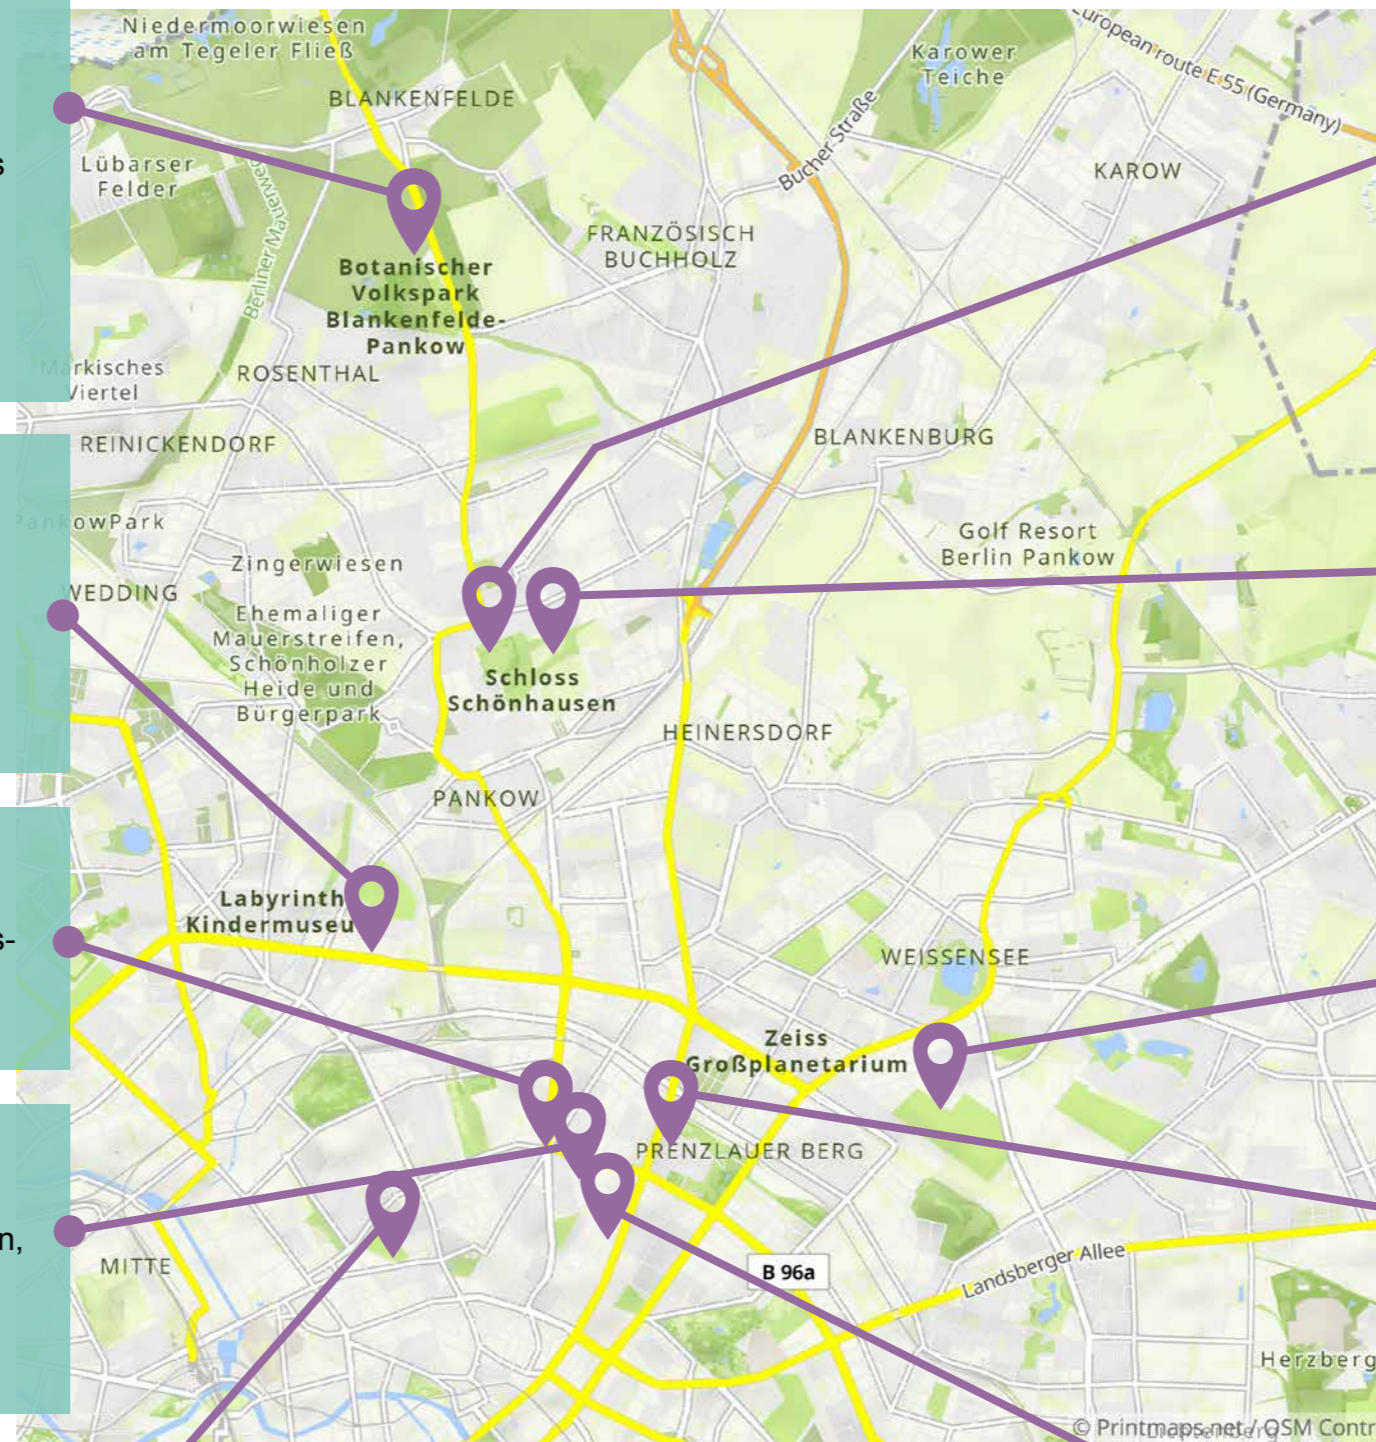 Niedermoorwiesen
am Tegeler Fließ
Karower
Teiche
European route E 55 (Germany)
BLANKENFELDE
Bucher Straße
s
Lübarser
Felder
KAROW
Berliner Mauerweg
FRANZÖSISCH
BUCHHOLZ
Botanischer
Volkspark
Blankenfelde-
Pankow
Märkisches
Viertel
ROSENTHAL
REINICKENDORF
BLANKENBURG
PankowPark
Golf Resort
Berlin Pankow
Zingerwiesen
WEDDING
Ehemaliger
Mauerstreifen,
Schönholzer
Heide und
Bürgerpark
Schloss
Schönhausen
HEINERSDORF
PANKOW
Labyrinth
Kindermuseu
s-
WEISSENSEE
Zeiss
Großplanetarium
PRENZLAUER BERG
n,
MITTE
B 96a
Landsberger Allee
Herzberg
© Printmaps.net / OSM Contr
Lichtenberg